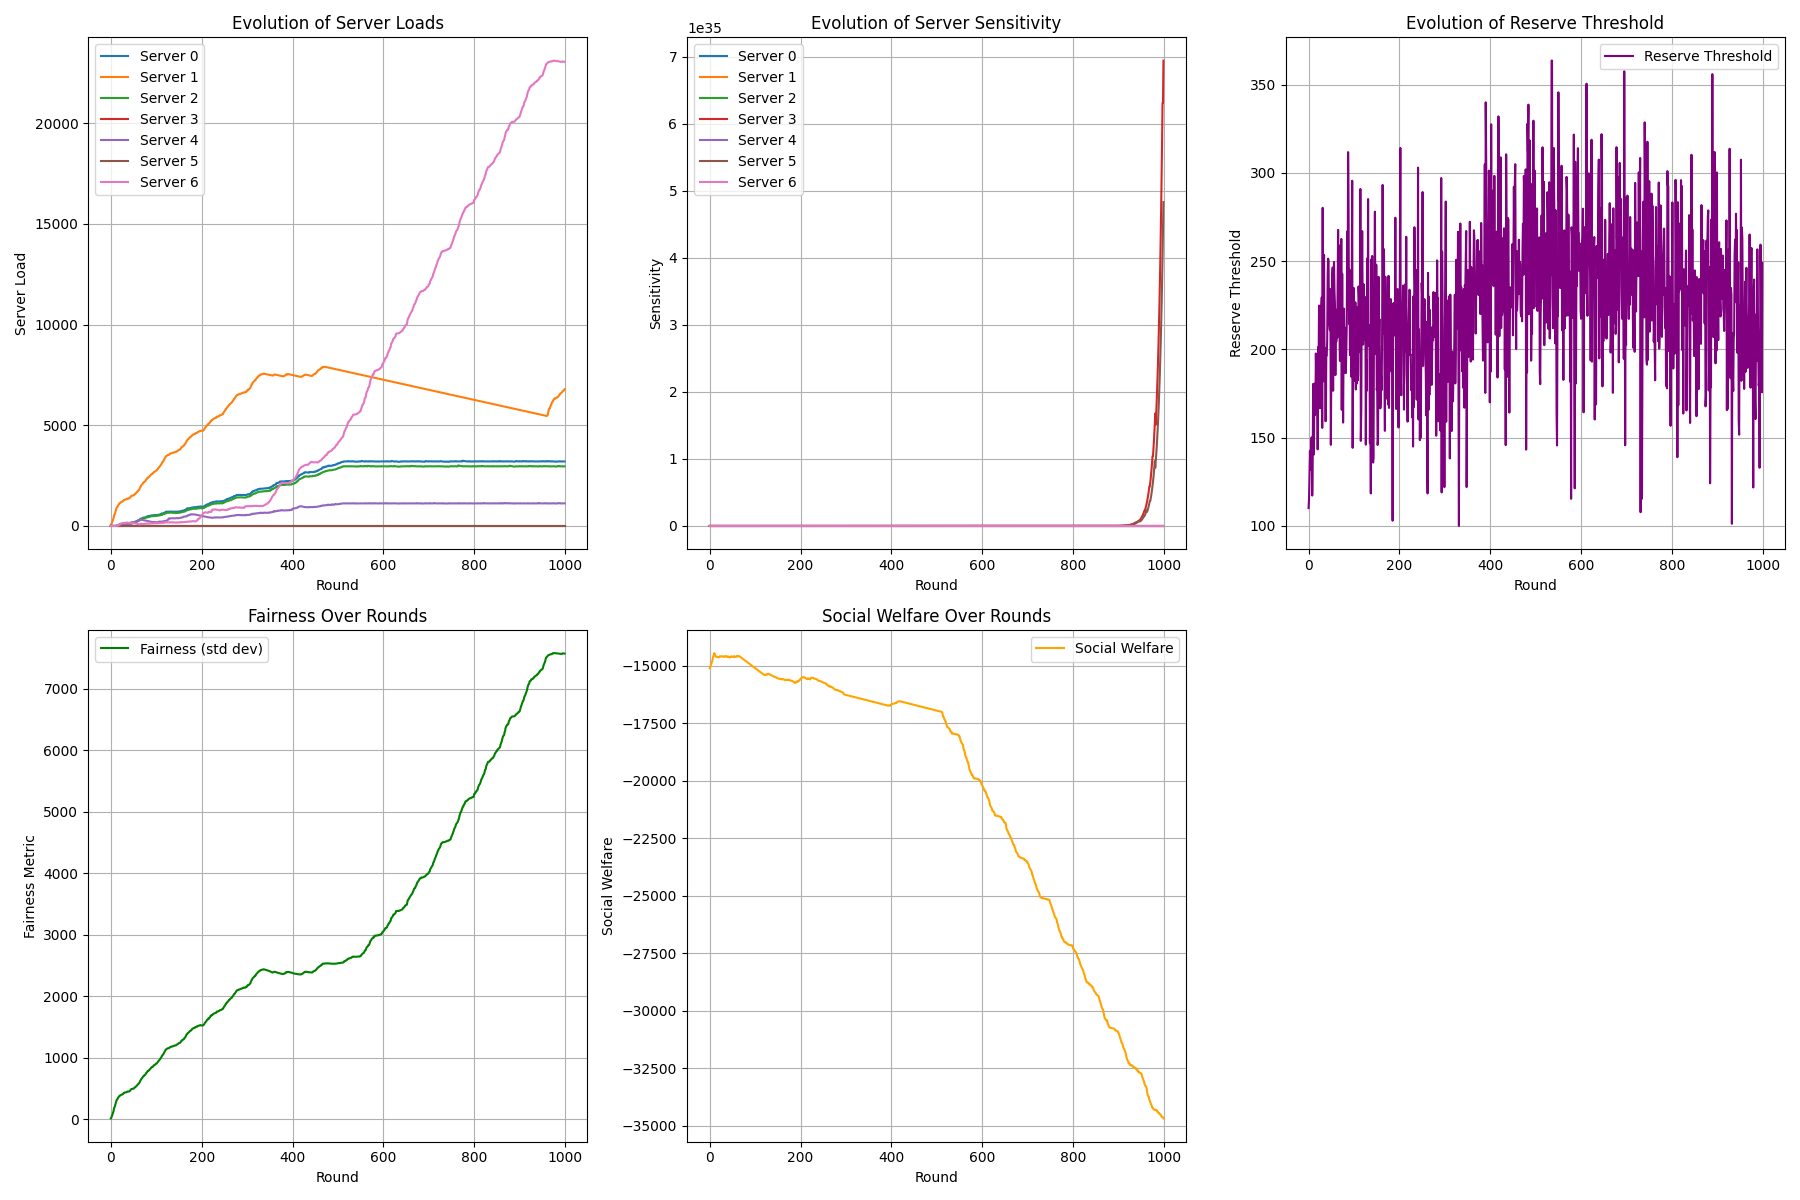 Evolution of Server Loads
Server Load
20000
15000
10000
5000
0
Server 0
Server 1
Server 2
Server 3
Server 4
Server 5
Server 6
0 200 400 600 800 1000
Round
Evolution of Server Sensitivity
1e35
Sensitivity
7
6
5
4
3
2
1
0
Server 0
Server 1
Server 2
Server 3
Server 4
Server 5
Server 6
0 200 400 600 800 1000
Round
Evolution of Reserve Threshold
Reserve Threshold
350
300
250
200
150
100
Reserve Threshold
0 200 400 600 800 1000
Round
Fairness Over Rounds
Fairness Metric
7000
6000
5000
4000
3000
2000
1000
0
Fairness (std dev)
0 200 400 600 800 1000
Round
Social Welfare Over Rounds
Social Welfare
−15000
−17500
−20000
−22500
−25000
−27500
−30000
−32500
−35000
Social Welfare
0 200 400 600 800 1000
Round